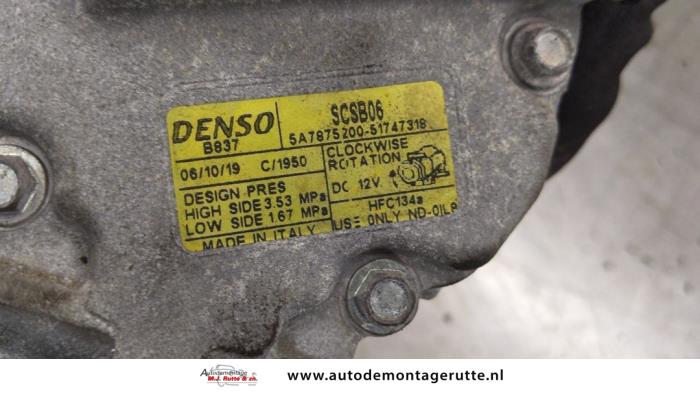 DENSO
SCSB06
B837
5A7875200-51747318
06/10/19 C/1950
CLOCKWISE
ROTATION
DC 12V
DESIGN PRES
HIGH SIDE 3.53 MPa
LOW SIDE 1.67 MPa
HFC134a
MADE IN ITALY
USE ONLY ND-OIL8
Autodemontage
M.J. Rutte & zn.
www.autodemontagerutte.nl